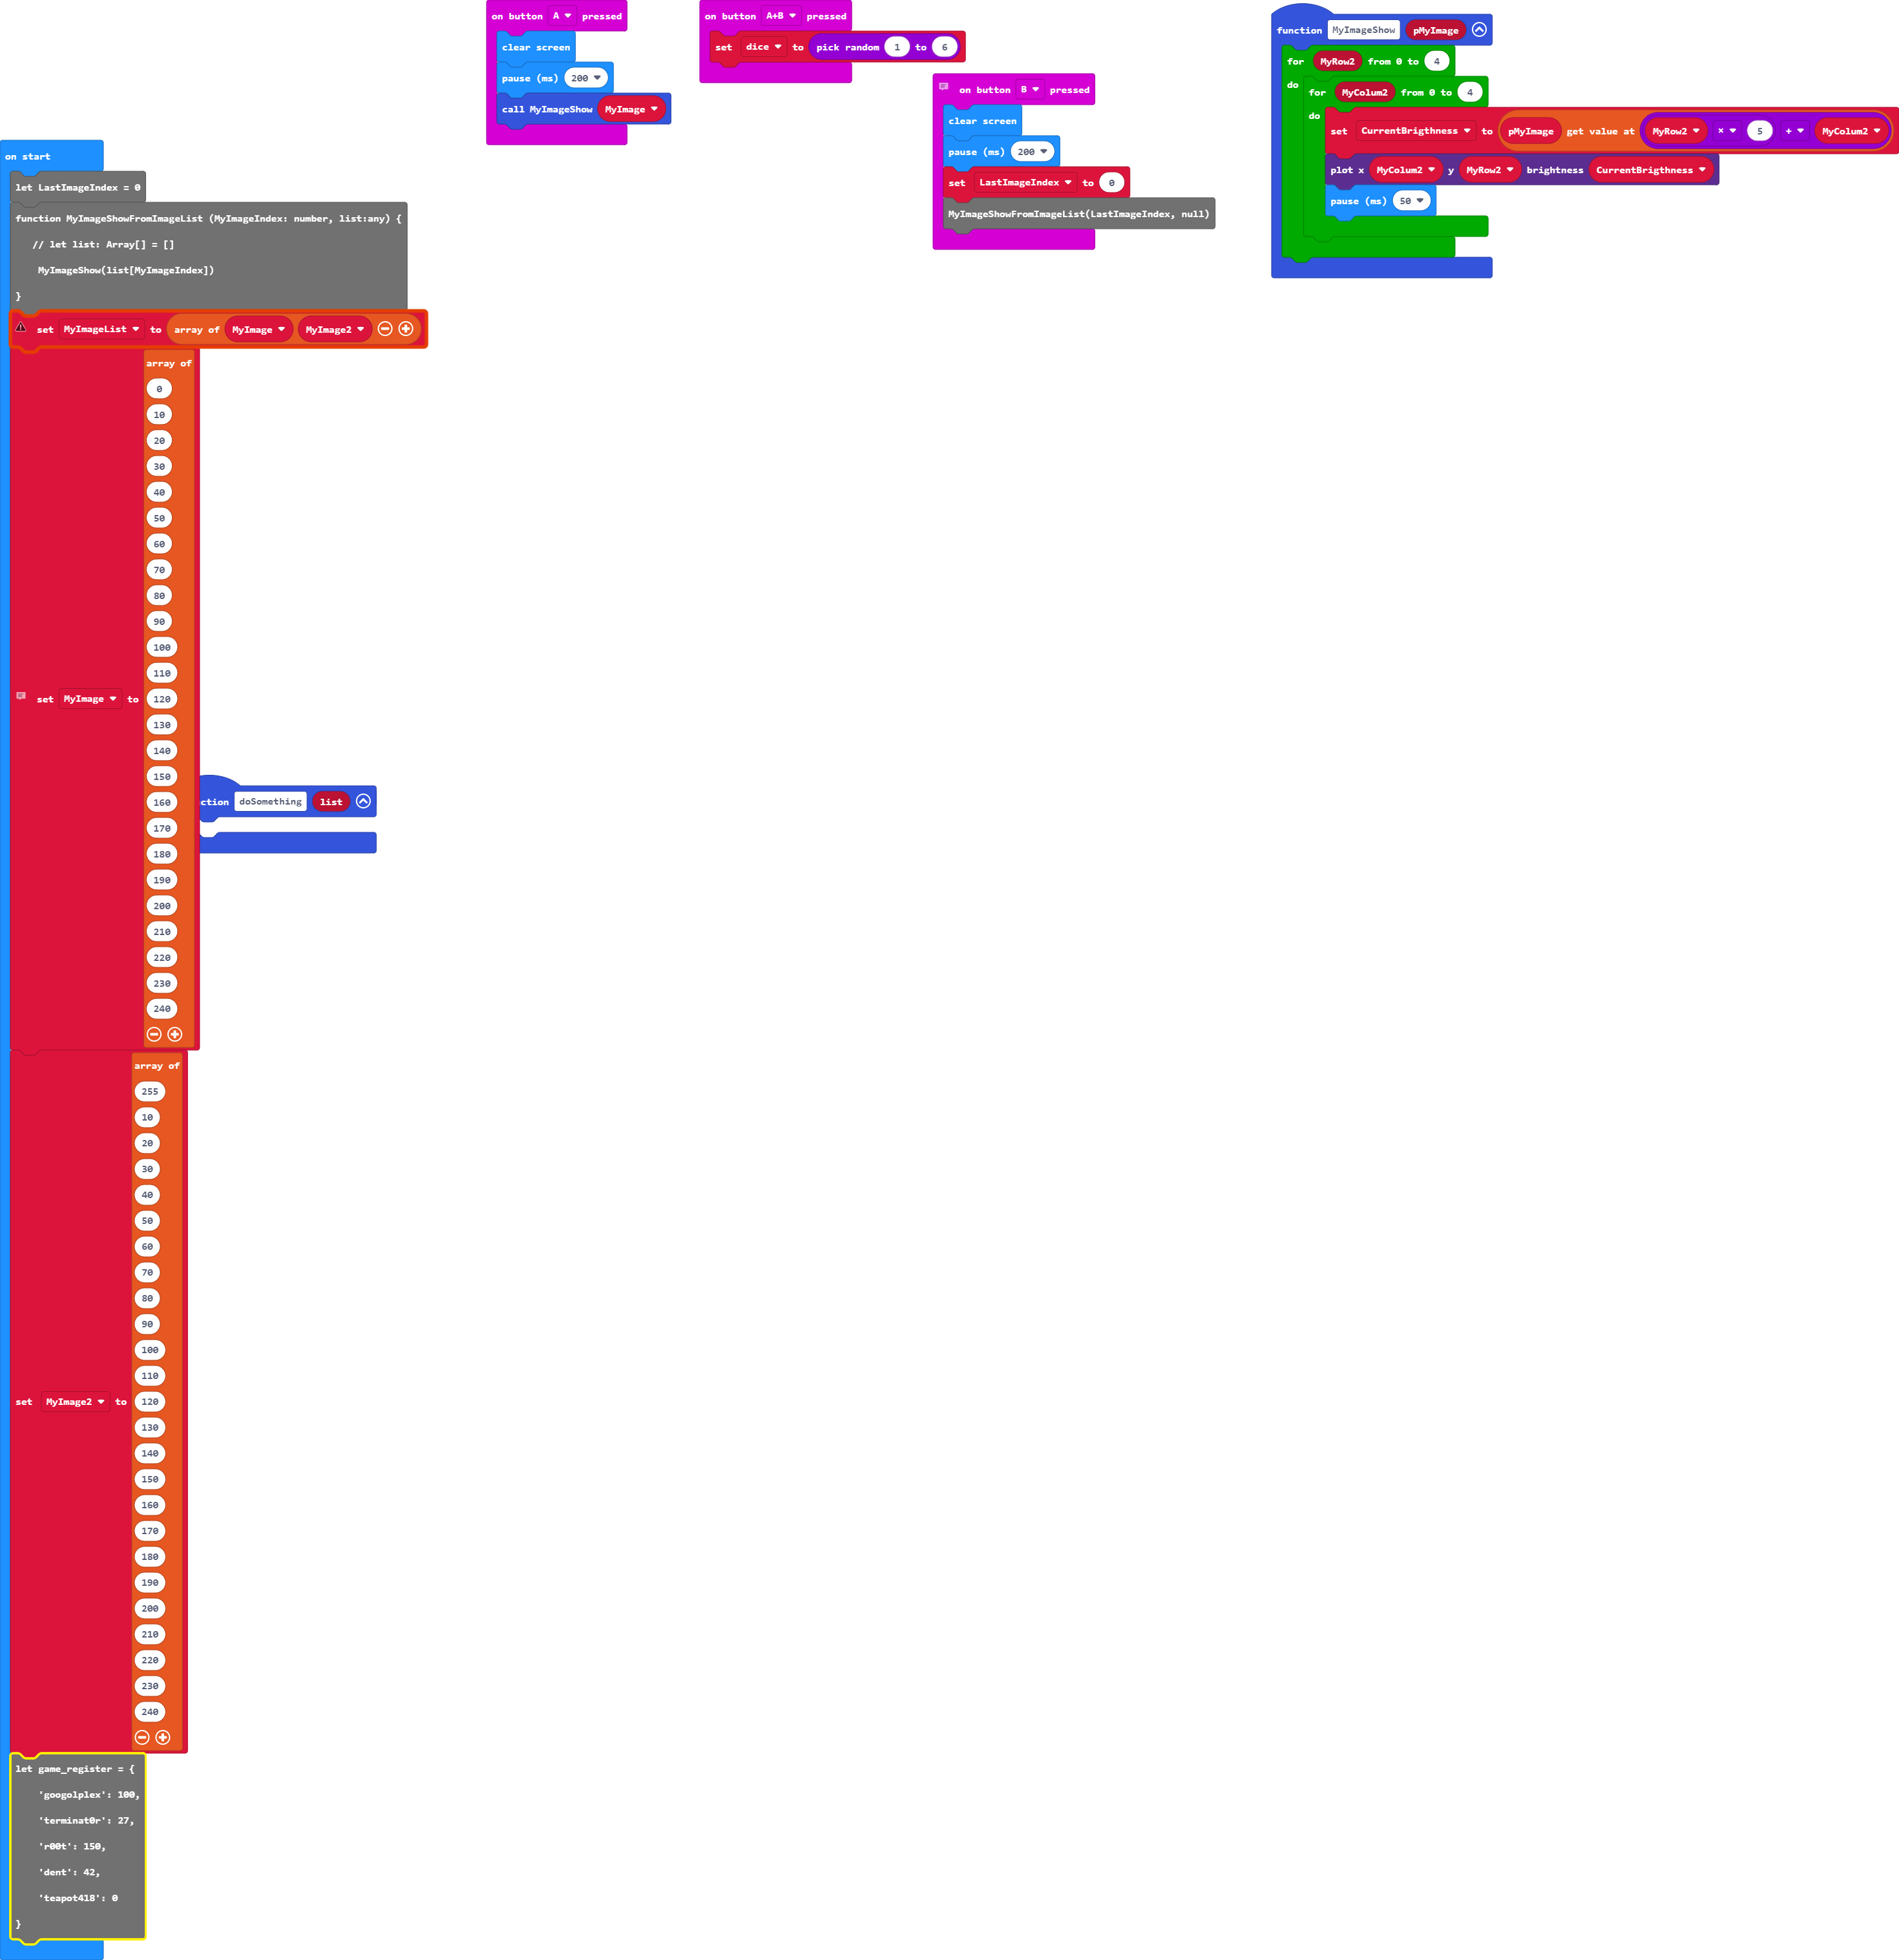 on button A pressed
clear screen
pause (ms) 200
call MyImageShow MyImage
on button A+B pressed
set dice to pick random 1 to 6
on button B pressed
clear screen
pause (ms) 200
set LastImageIndex to 0
MyImageShowFromImageList(LastImageIndex, null)
function MyImageShow pMyImage
for MyRow2 from 0 to 4
do for MyColum2 from 0 to 4
do set CurrentBrigthness to pMyImage get value at MyRow2 × 5 + MyColum2
plot x MyColum2 y MyRow2 brightness CurrentBrigthness
pause (ms) 50
on start
let LastImageIndex = 0
function MyImageShowFromImageList (MyImageIndex: number, list:any) {
// let list: Array[] = []
MyImageShow(list[MyImageIndex])
}
set MyImageList to array of MyImage MyImage2
set MyImage to array of
0
10
20
30
40
50
60
70
80
90
100
110
120
130
140
150
160
170
180
190
200
210
220
230
240
ction doSomething list
set MyImage2 to array of
255
10
20
30
40
50
60
70
80
90
100
110
120
130
140
150
160
170
180
190
200
210
220
230
240
let game_register = {
'googolplex': 100,
'terminat0r': 27,
'r00t': 150,
'dent': 42,
'teapot418': 0
}